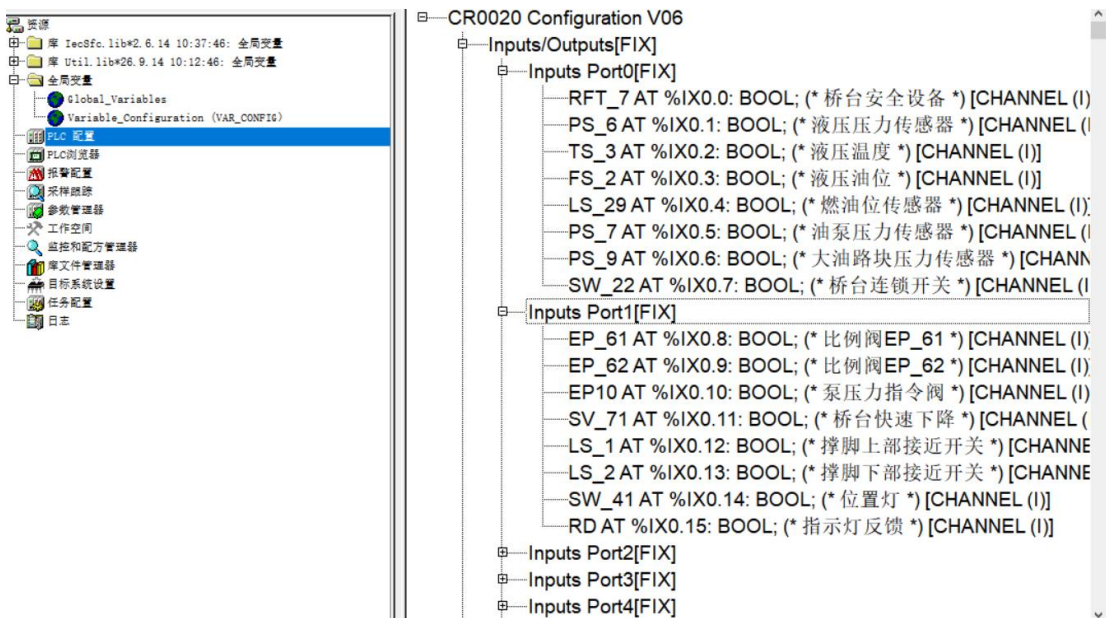 资源
库 IecSfc.lib*2.6.14 10:37:46: 全局变量
库 Util.lib*26.9.14 10:12:46: 全局变量
全局变量
Global_Variables
Variable_Configuration (VAR_CONFIG)
PLC 配置
PLC浏览器
报警配置
采样跟踪
参数管理器
工作空间
监控和配方管理器
库文件管理器
目标系统设置
任务配置
日志
CR0020 Configuration V06
Inputs/Outputs[FIX]
Inputs Port0[FIX]
RFT_7 AT %IX0.0: BOOL; (* 桥台安全设备 *) [CHANNEL (I)
PS_6 AT %IX0.1: BOOL; (* 液压压力传感器 *) [CHANNEL (I
TS_3 AT %IX0.2: BOOL; (* 液压温度 *) [CHANNEL (I)]
FS_2 AT %IX0.3: BOOL; (* 液压油位 *) [CHANNEL (I)]
LS_29 AT %IX0.4: BOOL; (* 燃油位传感器 *) [CHANNEL (I)]
PS_7 AT %IX0.5: BOOL; (* 油泵压力传感器 *) [CHANNEL (I
PS_9 AT %IX0.6: BOOL; (* 大油路块压力传感器 *) [CHANN
SW_22 AT %IX0.7: BOOL; (* 桥台连锁开关 *) [CHANNEL (I
Inputs Port1[FIX]
EP_61 AT %IX0.8: BOOL; (* 比例阀EP_61 *) [CHANNEL (I)
EP_62 AT %IX0.9: BOOL; (* 比例阀EP_62 *) [CHANNEL (I)
EP10 AT %IX0.10: BOOL; (* 泵压力指令阀 *) [CHANNEL (I)
SV_71 AT %IX0.11: BOOL; (* 桥台快速下降 *) [CHANNEL (
LS_1 AT %IX0.12: BOOL; (* 撑脚上部接近开关 *) [CHANNE
LS_2 AT %IX0.13: BOOL; (* 撑脚下部接近开关 *) [CHANNE
SW_41 AT %IX0.14: BOOL; (* 位置灯 *) [CHANNEL (I)]
RD AT %IX0.15: BOOL; (* 指示灯反馈 *) [CHANNEL (I)]
Inputs Port2[FIX]
Inputs Port3[FIX]
Inputs Port4[FIX]